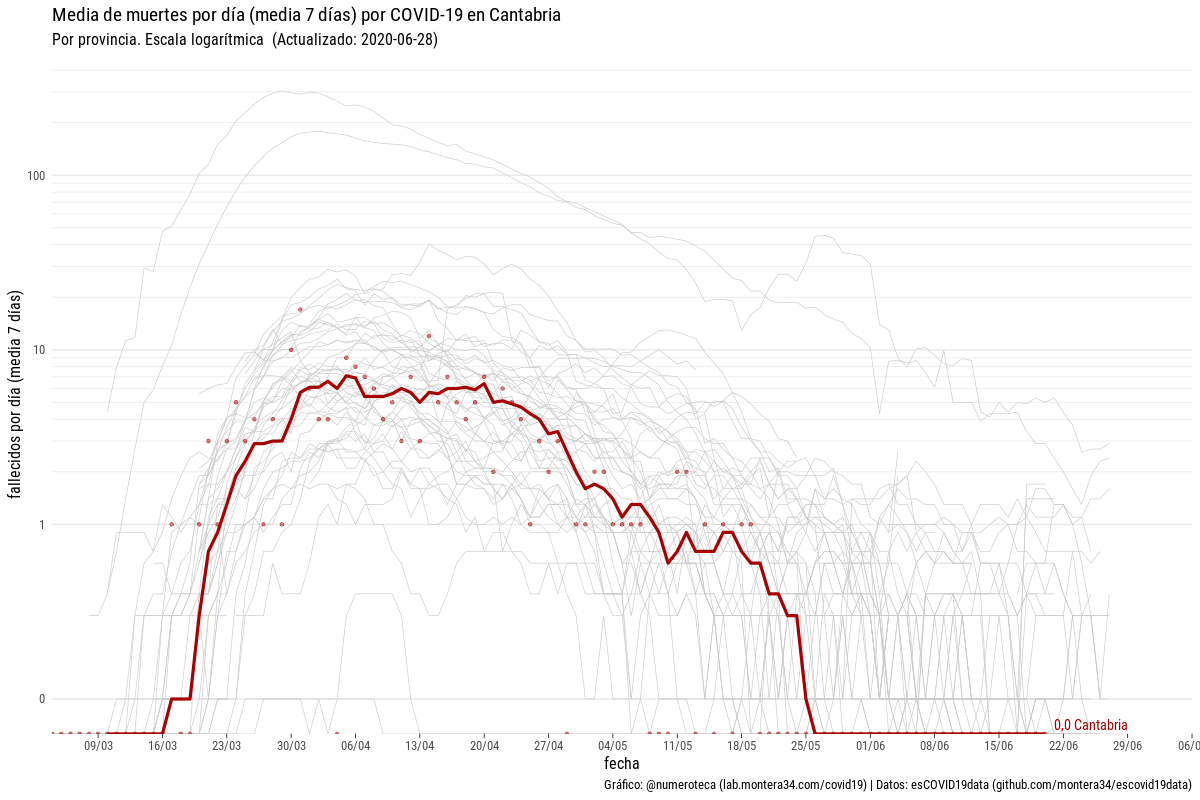 Media de muertes por día (media 7 días) por COVID-19 en Cantabria
Por provincia. Escala logarítmica  (Actualizado: 2020-06-28)
fallecidos por día (media 7 días)
100
10
1
0
0,0 Cantabria
09/03 16/03 23/03 30/03 06/04 13/04 20/04 27/04 04/05 11/05 18/05 25/05 01/06 08/06 15/06 22/06 29/06 06/0
fecha
Gráfico: @numeroteca (lab.montera34.com/covid19) | Datos: esCOVID19data (github.com/montera34/escovid19data)